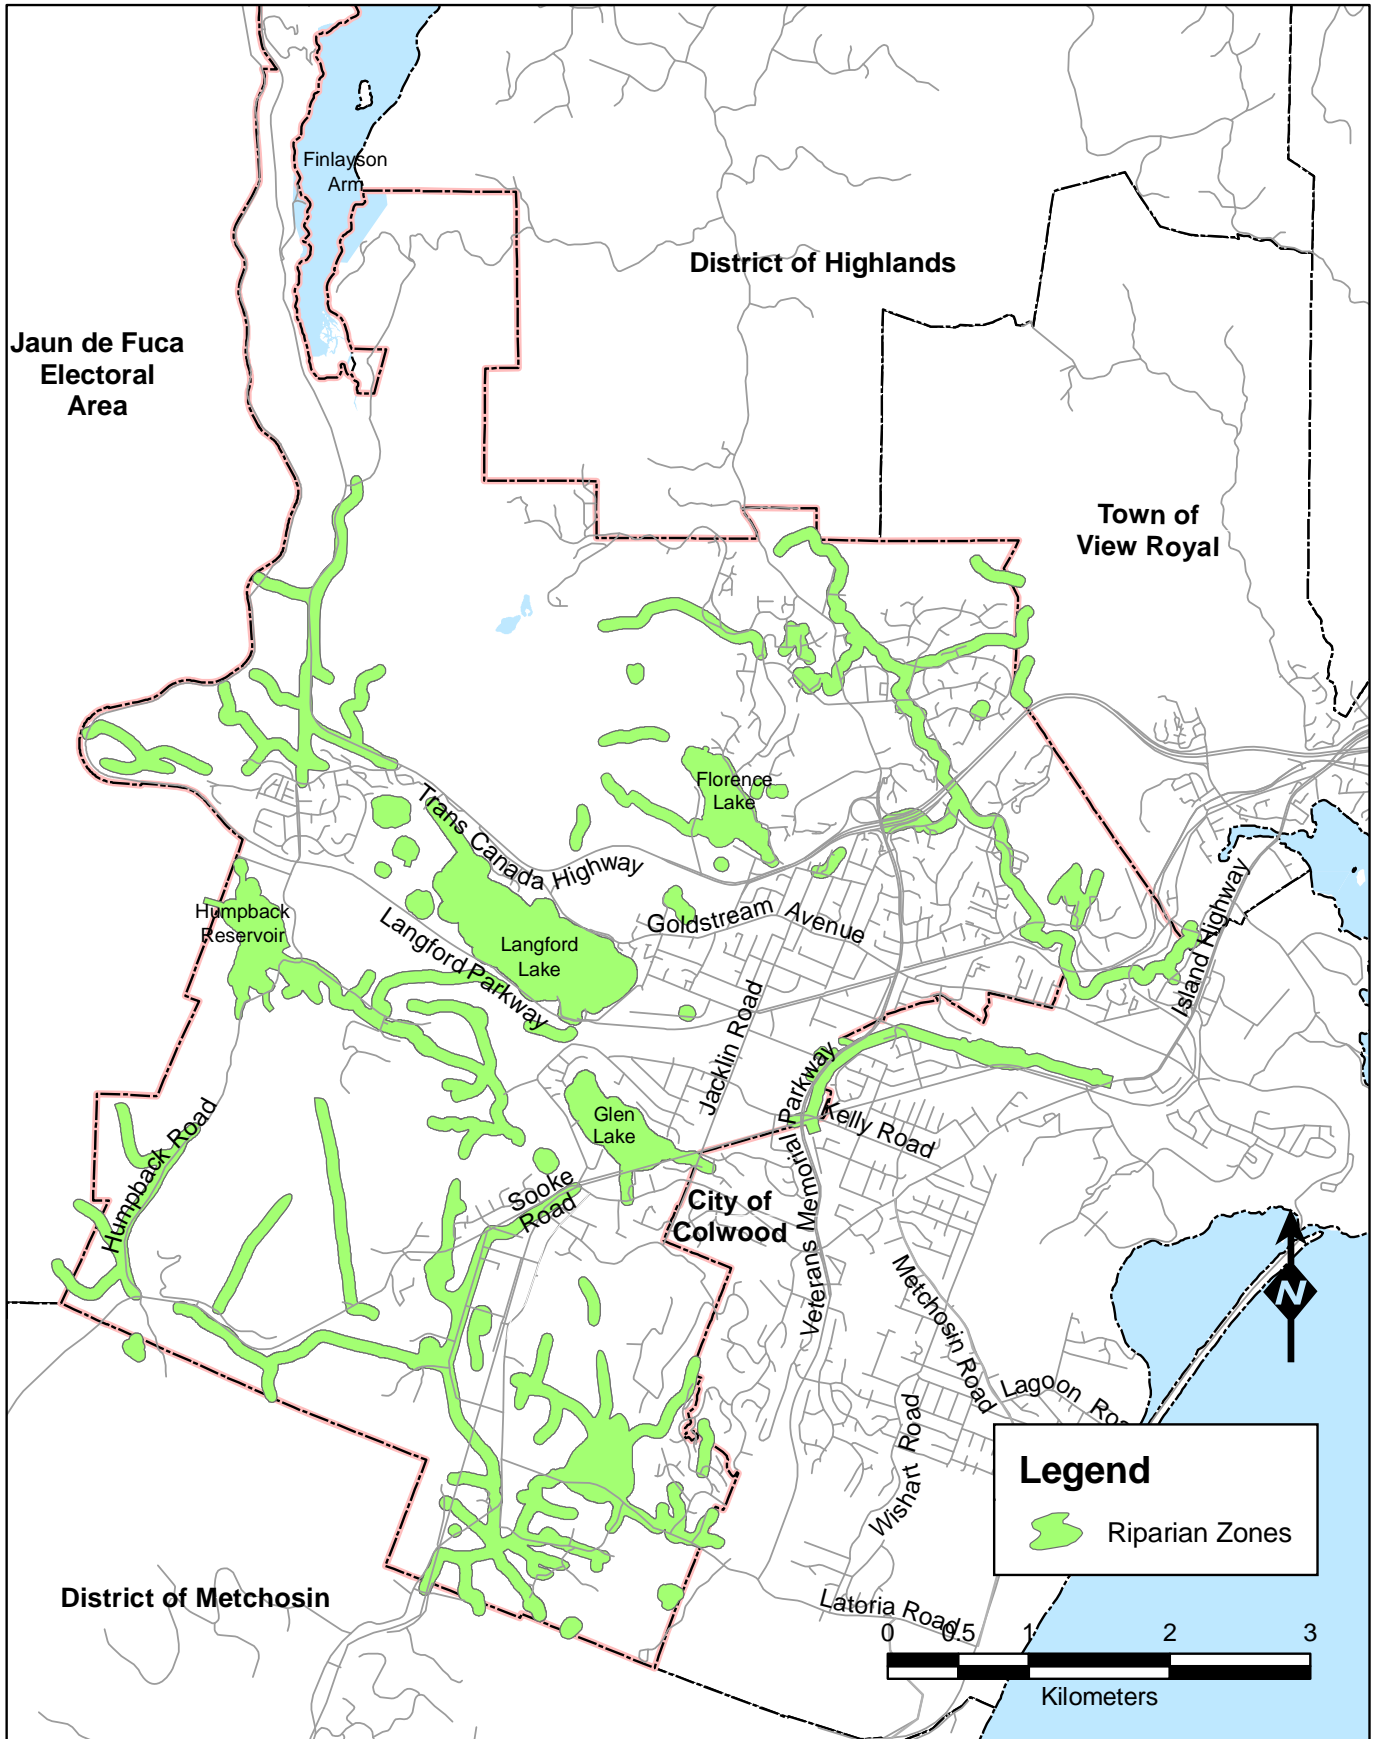 Finlayson
Arm
District of Highlands
Jaun de Fuca
Electoral
Area
Town of
View Royal
Florence
Lake
Trans Canada Highway
Humpback
Reservoir
Langford Parkway
Langford
Lake
Goldstream Avenue
Island Highway
Jacklin Road
Glen
Lake
Kelly Road
Veterans Memorial Parkway
Humpback Road
Sooke
Road
City of
Colwood
Metchosin Road
Lagoon Roa
Wishart Road
Latoria Road
District of Metchosin
N
Legend
Riparian Zones
0 0.5 1 2 3
Kilometers